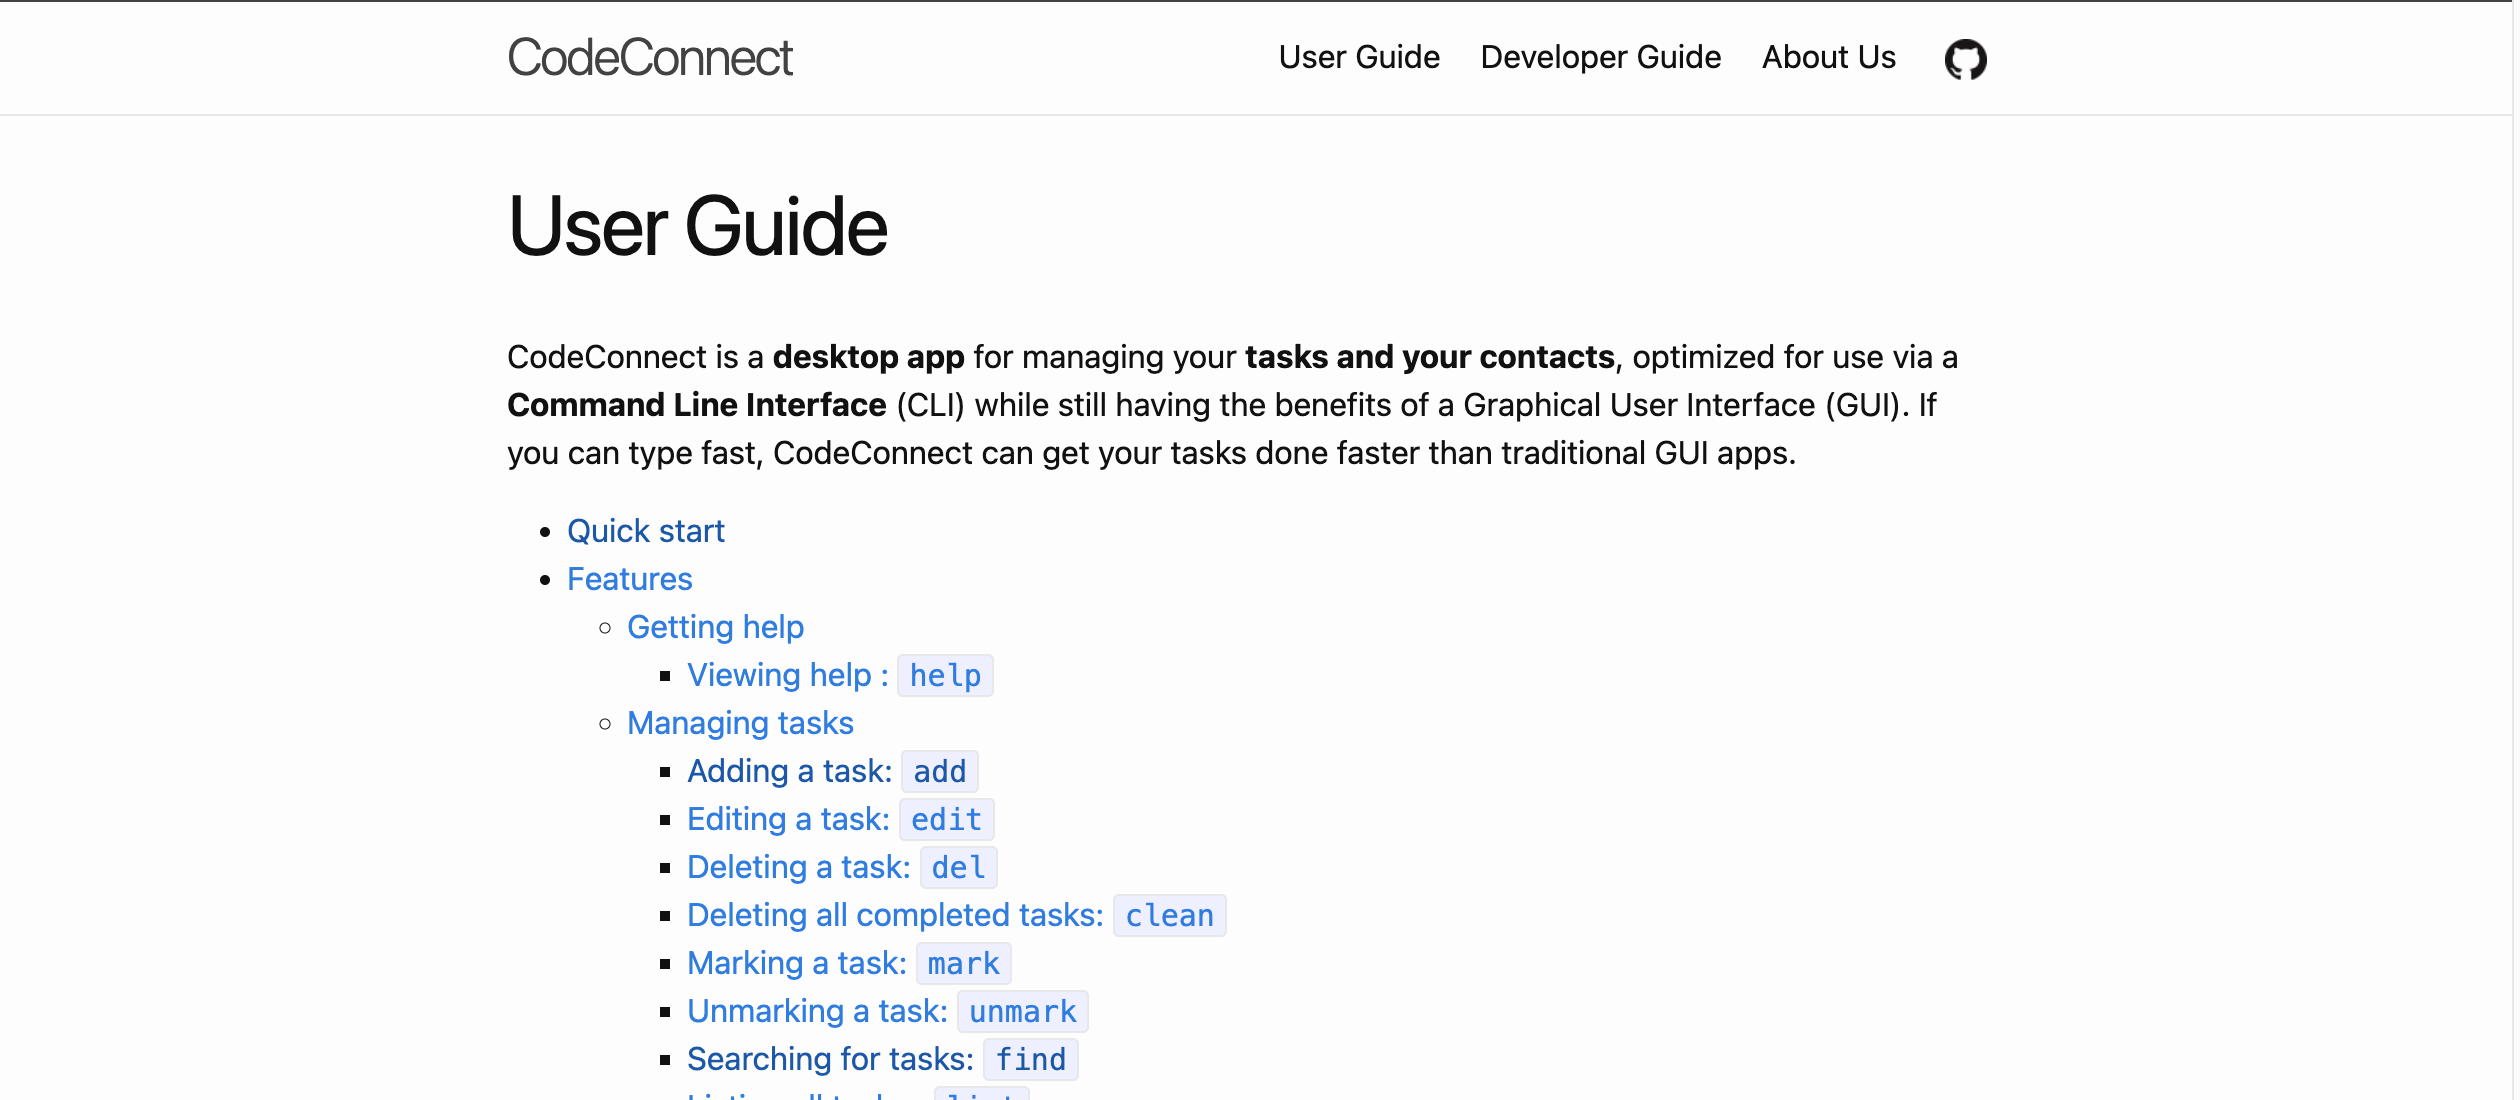 CodeConnect
User Guide
Developer Guide
About Us
User Guide
CodeConnect is a desktop app for managing your tasks and your contacts, optimized for use via a
Command Line Interface (CLI) while still having the benefits of a Graphical User Interface (GUI). If
you can type fast, CodeConnect can get your tasks done faster than traditional GUI apps.
Quick start
Features
Getting help
Viewing help : help
Managing tasks
Adding a task: add
Editing a task: edit
Deleting a task: del
Deleting all completed tasks: clean
Marking a task: mark
Unmarking a task: unmark
Searching for tasks: find